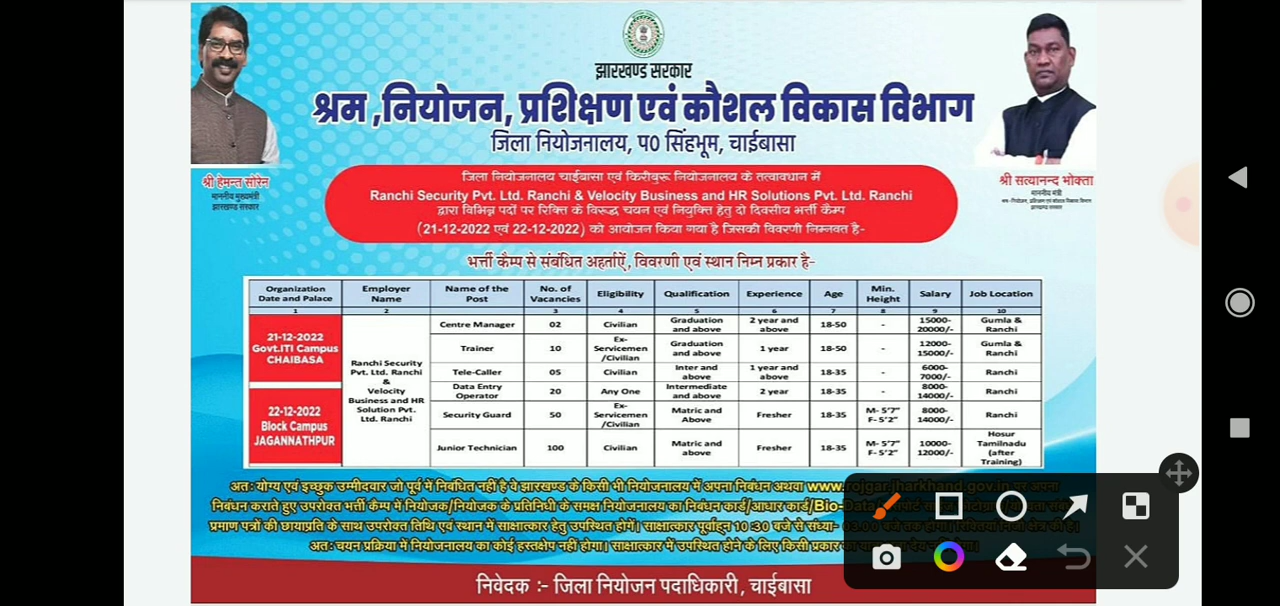 झारखण्ड सरकार
श्रम ,नियोजन, प्रशिक्षण एवं कौशल विकास विभाग
जिला नियोजनालय, प0 सिंहभूम, चाईबासा
श्री हेमन्त सोरेन
माननीय मुख्यमंत्री
झारखण्ड सरकार
श्री सत्यानन्द भोक्ता
माननीय मंत्री
झारखण्ड सरकार
जिला नियोजनालय चाईबासा एवं किरीबुरू नियोजनालय के तत्वाधान में
Ranchi Security Pvt. Ltd. Ranchi & Velocity Business and HR Solutions Pvt. Ltd. Ranchi
द्वारा विभिन्न पदों पर रिक्ति के विरूद्ध चयन एवं नियुक्ति हेतु दो दिवसीय भर्ती कैम्प
(21-12-2022 एवं 22-12-2022) को आयोजन किया गया है जिसकी विवरणी निम्नवत है-
भर्त्ती कैम्प से संबंधित अहर्ताऐं, विवरणी एवं स्थान निम्न प्रकार है-
Organization Date and Palace | Employer Name | Name of the Post | No. of Vacancies | Eligibility | Qualification | Experience | Age | Min. Height | Salary | Job Location
1 | 2 | 3 | 4 | 5 | 6 | 7 | 8 | 9 | 10
21-12-2022
Govt.ITI Campus
CHAIBASA
22-12-2022
Block Campus
JAGANNATHPUR
Ranchi Security
Pvt. Ltd. Ranchi
&
Velocity
Business and HR
Solution Pvt.
Ltd. Ranchi
Centre Manager | 02 | Civilian | Graduation and above | 2 year and above | 18-50 | - | 15000-20000/- | Gumla & Ranchi
Trainer | 10 | Ex-Servicemen /Civilian | Graduation and above | 1 year | 18-50 | - | 12000-15000/- | Gumla & Ranchi
Tele-Caller | 05 | Civilian | Inter and above | 1 year and above | 18-35 | - | 6000-7000/- | Ranchi
Data Entry Operator | 20 | Any One | Intermediate and above | 2 year | 18-35 | - | 8000-14000/- | Ranchi
Security Guard | 50 | Ex-Servicemen /Civilian | Matric and Above | Fresher | 18-35 | M- 5'7" F- 5'2" | 8000-14000/- | Ranchi
Junior Technician | 100 | Civilian | Matric and above | Fresher | 18-35 | M- 5'7" F- 5'2" | 10000-12000/- | Hosur Tamilnadu (after Training)
अतः योग्य एवं इच्छुक उम्मीदवार जो पूर्व में निबंधित नहीं है वे झारखण्ड के किसी भी नियोजनालय में अपना निबंधन अथवा www.rojgar.jharkhand.gov.in पर अपना
निबंधन कराते हुए उपरोक्त भर्त्ती कैम्प में नियोजक/नियोजक के प्रतिनिधी के समक्ष नियोजनालय का निबंधन कार्ड/आधार कार्ड/Bio-Data
प्रमाण पत्रों की छायाप्रति के साथ उपरोक्त तिथि एवं स्थान में साक्षात्कार हेतु उपस्थित होगें। साक्षात्कार पूर्वाहन् 10:30 बजे से संध्या- 03:00 बजे तक होगा।
अतः चयन प्रक्रिया में नियोजनालय का कोई हस्तक्षेप नहीं होगा। साक्षात्कार में उपस्थित होने के लिए किसी प्रकार का
निवेदक :- जिला नियोजन पदाधिकारी, चाईबासा